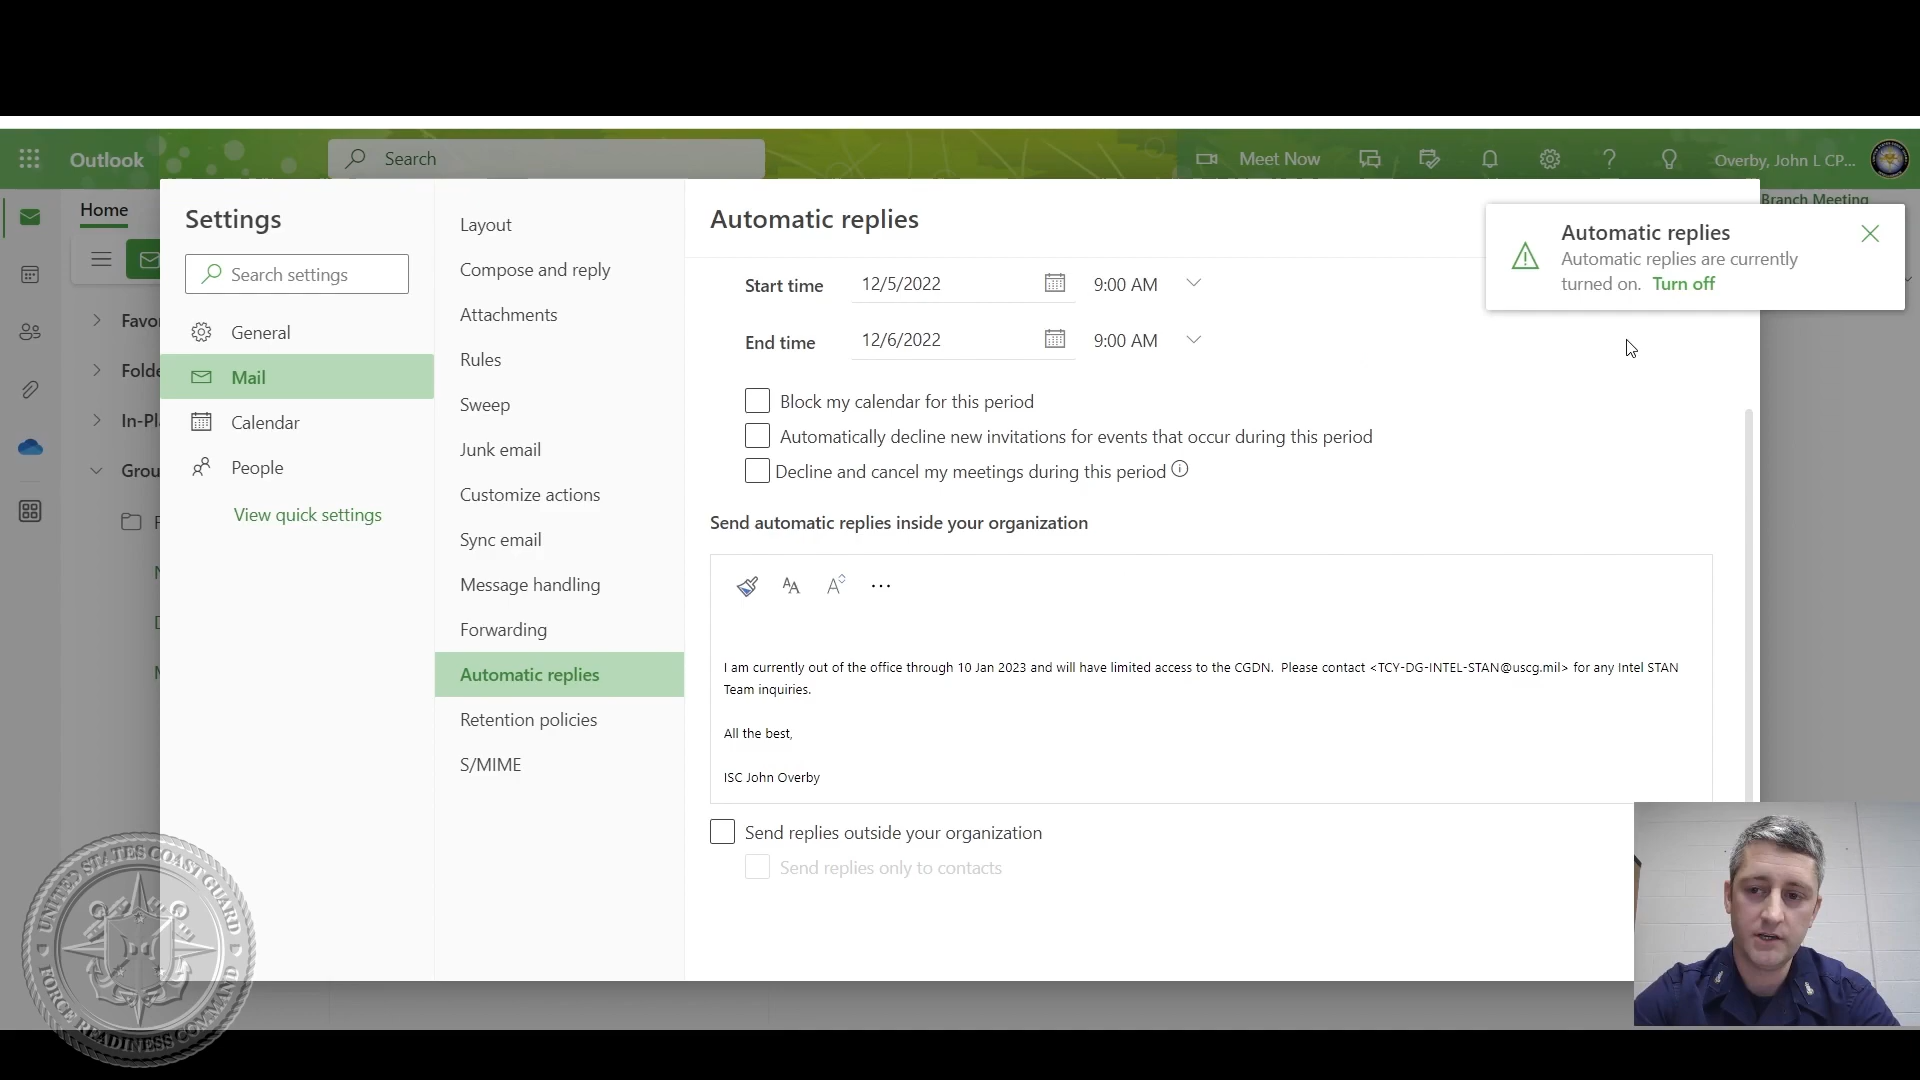 Outlook
Search
Meet Now
Overby, John L CP...
Home
Branch Meeting
Settings
Search settings
General
Mail
Calendar
People
View quick settings
Favor
Folde
In-Pl
Grou
Layout
Compose and reply
Attachments
Rules
Sweep
Junk email
Customize actions
Sync email
Message handling
Forwarding
Automatic replies
Retention policies
S/MIME
Automatic replies
Start time 12/5/2022 9:00 AM
End time 12/6/2022 9:00 AM
Block my calendar for this period
Automatically decline new invitations for events that occur during this period
Decline and cancel my meetings during this period
Send automatic replies inside your organization
I am currently out of the office through 10 Jan 2023 and will have limited access to the CGDN.  Please contact <TCY-DG-INTEL-STAN@uscg.mil> for any Intel STAN
Team inquiries.
All the best,
ISC John Overby
Send replies outside your organization
Send replies only to contacts
Automatic replies
Automatic replies are currently
turned on. Turn off
UNITED STATES COAST GUARD
FORCE READINESS COMMAND